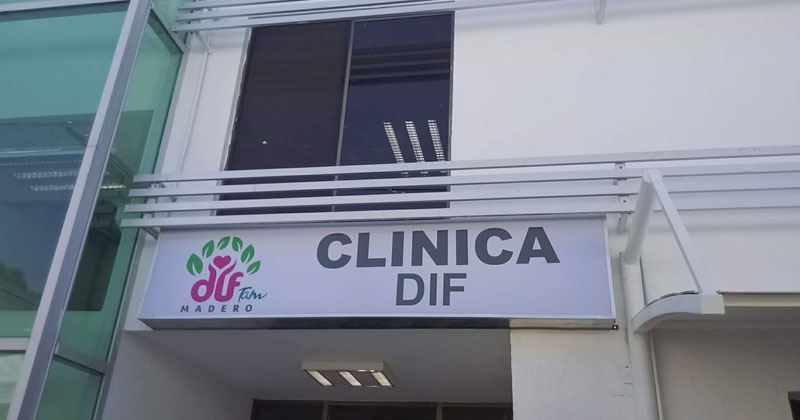 dif Tam
MADERO
CLINICA
DIF